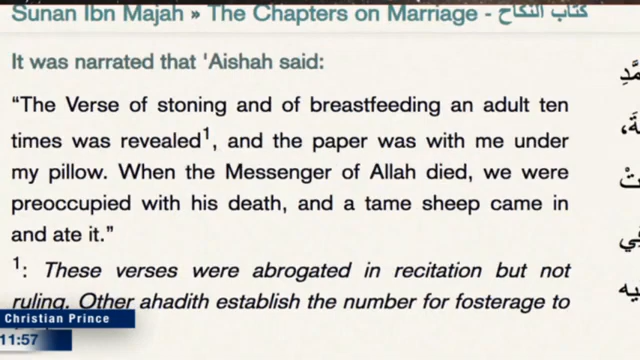 Sunan Ibn Majah » The Chapters on Marriage - كتاب النكاح
It was narrated that 'Aishah said:
“The Verse of stoning and of breastfeeding an adult ten
times was revealed1, and the paper was with me under
my pillow. When the Messenger of Allah died, we were
preoccupied with his death, and a tame sheep came in
and ate it.”
1: These verses were abrogated in recitation but not
ruling. Other ahadith establish the number for fosterage to
Christian Prince
11:57